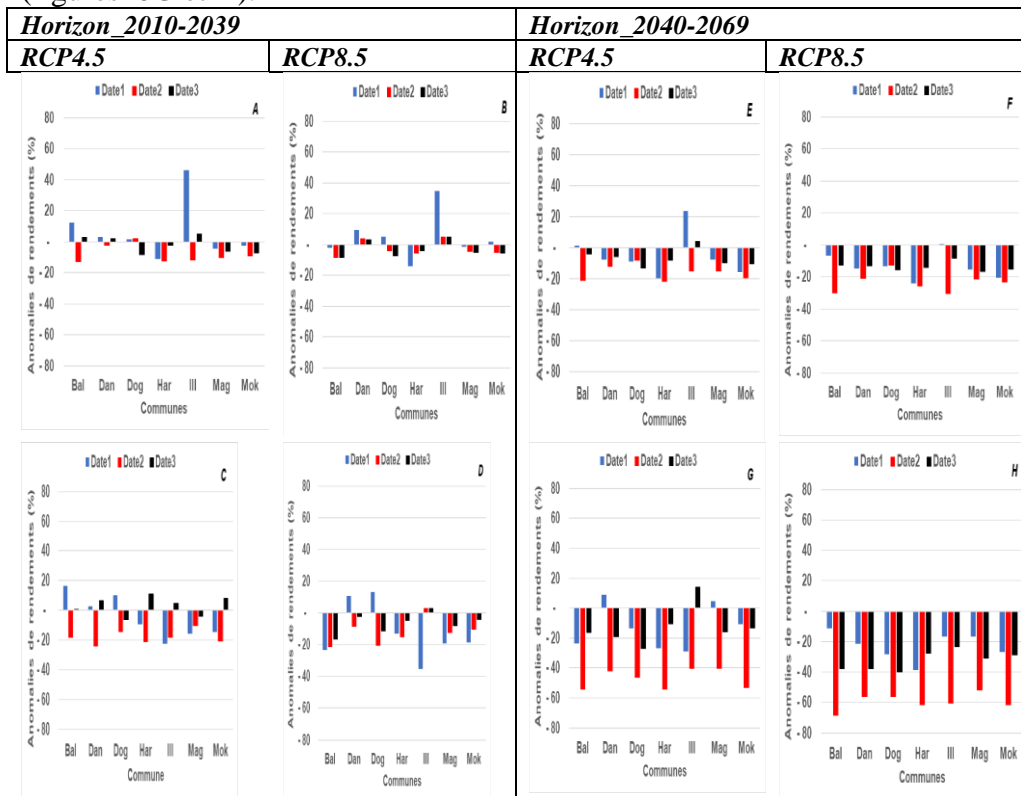 Horizon_2010-2039
Horizon_2040-2069
RCP4.5
RCP8.5
RCP4.5
RCP8.5
Date1 Date2 Date3
A
Anomalies de rendements (%)
80
60
40
20
-
- 20
- 40
- 60
- 80
Bal Dan Dog Har Ill Mag Mok
Communes
Date1 Date2 Date3
B
Anomalies de rendements (%)
80
60
40
20
-
- 20
- 40
- 60
- 80
Bal Dan Dog Har Ill Mag Mok
Communes
Date1 Date2 Date3
E
Anomalies de rendements (%)
80
60
40
20
-
- 20
- 40
- 60
- 80
Bal Dan Dog Har Ill Mag Mok
Communes
Date1 Date2 Date3
F
Anomalies de rendements (%)
80
60
40
20
-
- 20
- 40
- 60
- 80
Bal Dan Dog Har Ill Mag Mok
Communes
Date1 Date2 Date3
C
Anomalies de rendements (%)
80
60
40
20
-
- 20
- 40
- 60
- 80
Bal Dan Dog Har Ill Mag Mok
Commune
Date1 Date2 Date3
D
Anomalies de rendements (%)
80
60
40
20
-
- 20
- 40
- 60
- 80
Bal Dan Dog Har Ill Mag Mok
Communes
Date1 Date2 Date3
G
Anomalies de rendements (%)
80
60
40
20
-
- 20
- 40
- 60
- 80
Bal Dan Dog Har Ill Mag Mok
Communes
Date1 Date2 Date3
H
Anomalies de rendements (%)
80
60
40
20
-
- 20
- 40
- 60
- 80
Bal Dan Dog Har Ill Mag Mok
Communes